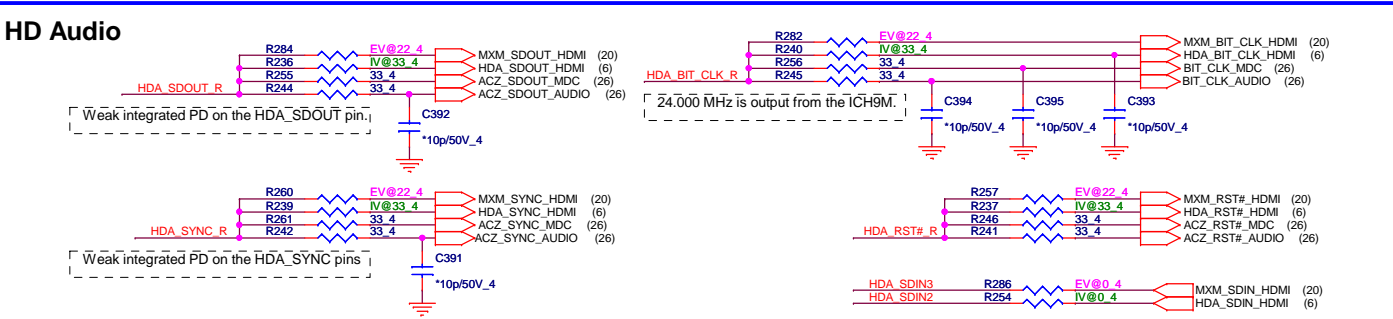 HD Audio
R284 EV@22_4 MXM_SDOUT_HDMI (20)
R236 IV@33_4 HDA_SDOUT_HDMI (6)
R255 33_4 ACZ_SDOUT_MDC (26)
HDA_SDOUT_R R244 33_4 ACZ_SDOUT_AUDIO (26)
Weak integrated PD on the HDA_SDOUT pin.
C392
*10p/50V_4
R282 EV@22_4 MXM_BIT_CLK_HDMI (20)
R240 IV@33_4 HDA_BIT_CLK_HDMI (6)
R256 33_4 BIT_CLK_MDC (26)
HDA_BIT_CLK_R R245 33_4 BIT_CLK_AUDIO (26)
24.000 MHz is output from the ICH9M.
C394 C395 C393
*10p/50V_4 *10p/50V_4 *10p/50V_4
R260 EV@22_4 MXM_SYNC_HDMI (20)
R239 IV@33_4 HDA_SYNC_HDMI (6)
R261 33_4 ACZ_SYNC_MDC (26)
HDA_SYNC_R R242 33_4 ACZ_SYNC_AUDIO (26)
Weak integrated PD on the HDA_SYNC pins
C391
*10p/50V_4
R257 EV@22_4 MXM_RST#_HDMI (20)
R237 IV@33_4 HDA_RST#_HDMI (6)
R246 33_4 ACZ_RST#_MDC (26)
HDA_RST#_R R241 33_4 ACZ_RST#_AUDIO (26)
HDA_SDIN3 R286 EV@0_4 MXM_SDIN_HDMI (20)
HDA_SDIN2 R254 IV@0_4 HDA_SDIN_HDMI (6)